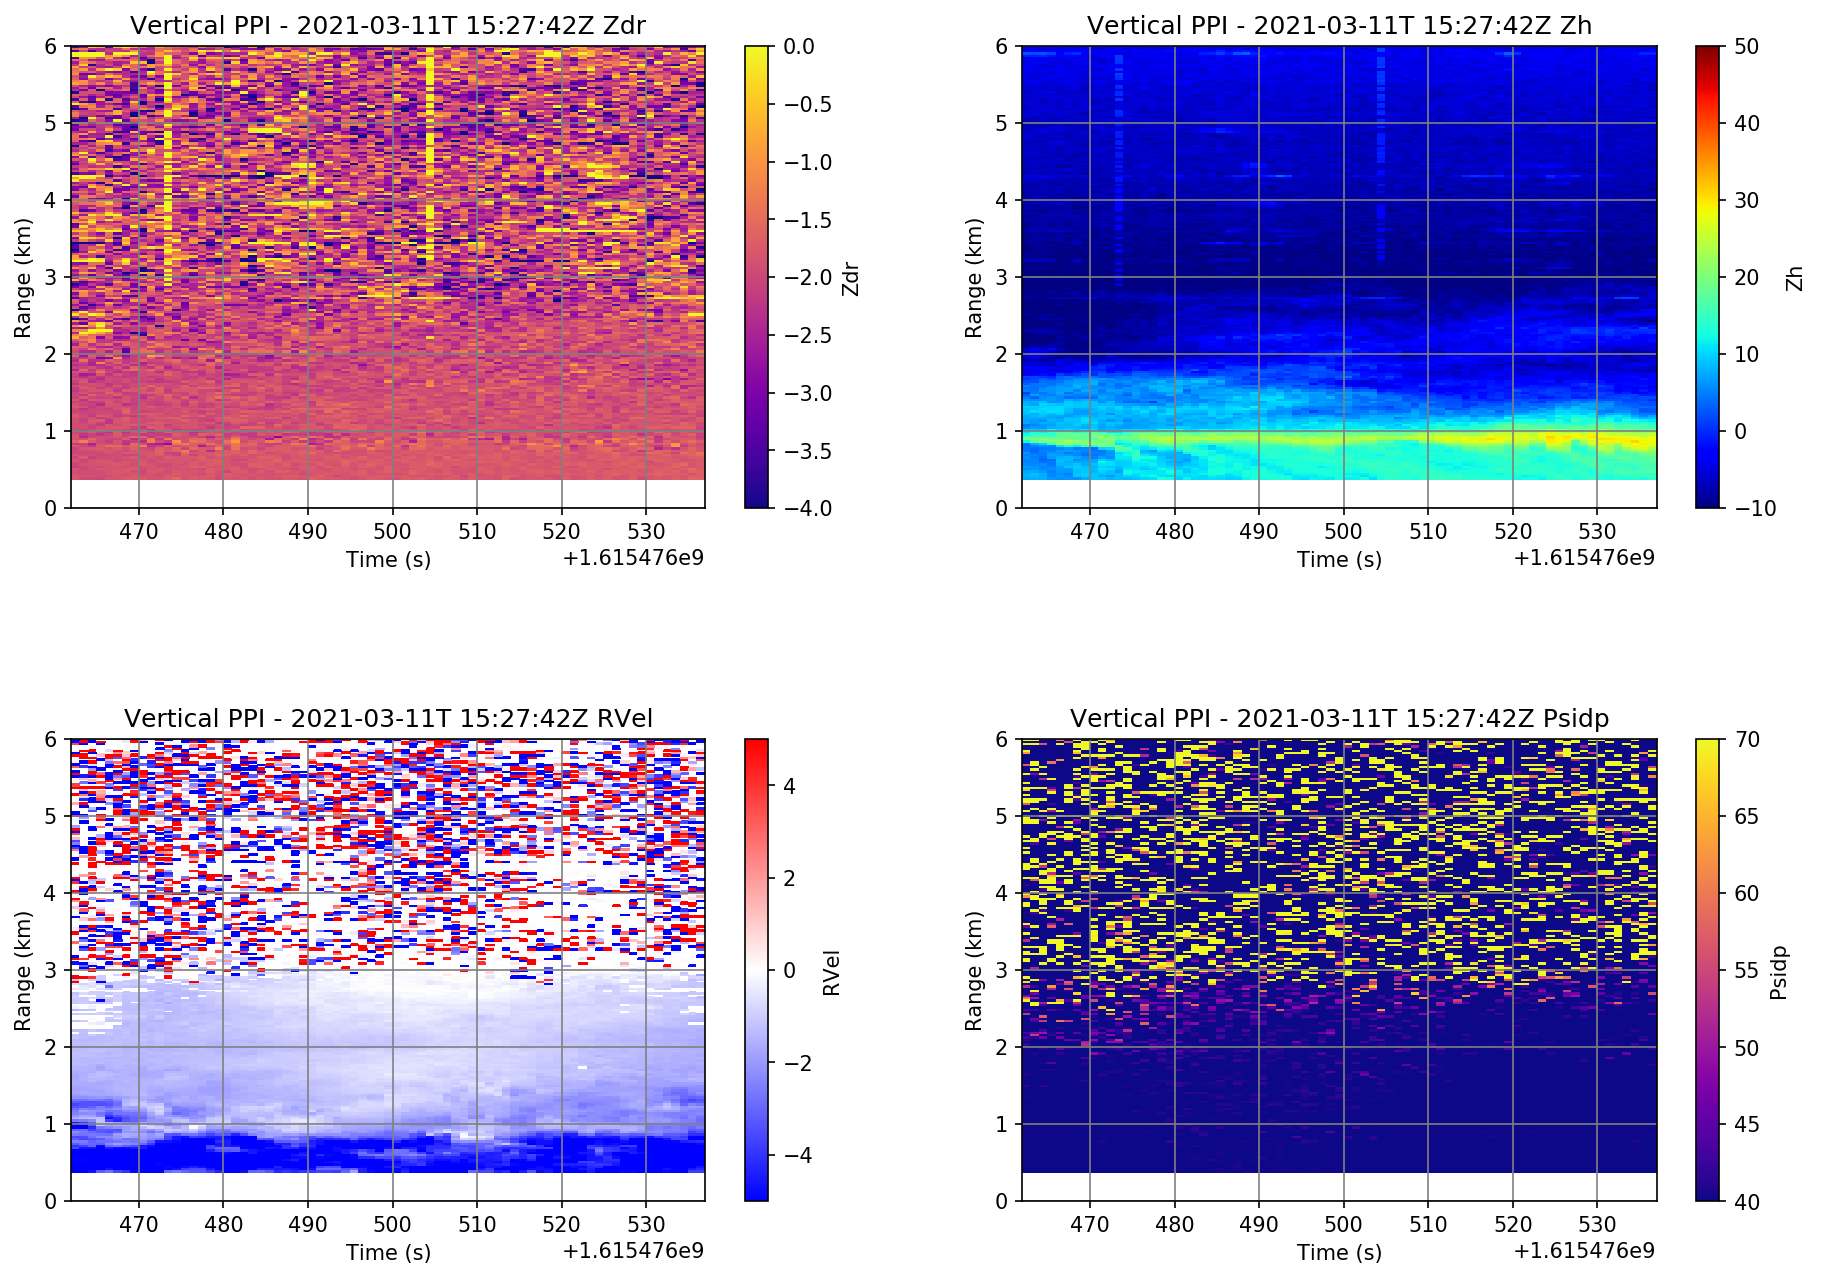 Vertical PPI - 2021-03-11T 15:27:42Z Zdr
6
5
4
3
2
1
0
Range (km)
470 480 490 500 510 520 530
Time (s)
+1.615476e9
0.0
−0.5
−1.0
−1.5
−2.0
−2.5
−3.0
−3.5
−4.0
Zdr
Vertical PPI - 2021-03-11T 15:27:42Z Zh
6
5
4
3
2
1
0
Range (km)
470 480 490 500 510 520 530
Time (s)
+1.615476e9
50
40
30
20
10
0
−10
Zh
Vertical PPI - 2021-03-11T 15:27:42Z RVel
6
5
4
3
2
1
0
Range (km)
470 480 490 500 510 520 530
Time (s)
+1.615476e9
4
2
0
−2
−4
RVel
Vertical PPI - 2021-03-11T 15:27:42Z Psidp
6
5
4
3
2
1
0
Range (km)
470 480 490 500 510 520 530
Time (s)
+1.615476e9
70
65
60
55
50
45
40
Psidp